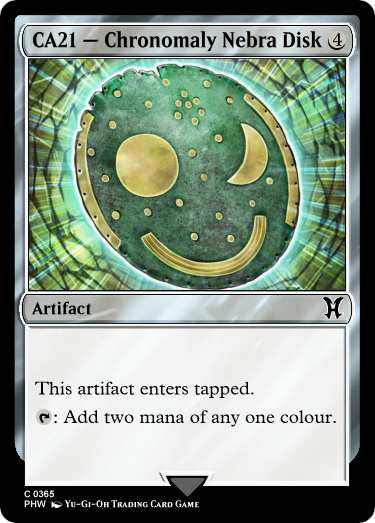 CA21 — Chronomaly Nebra Disk 4
Artifact
This artifact enters tapped.
: Add two mana of any one colour.
C 0365
PHW Yu-Gi-Oh Trading Card Game